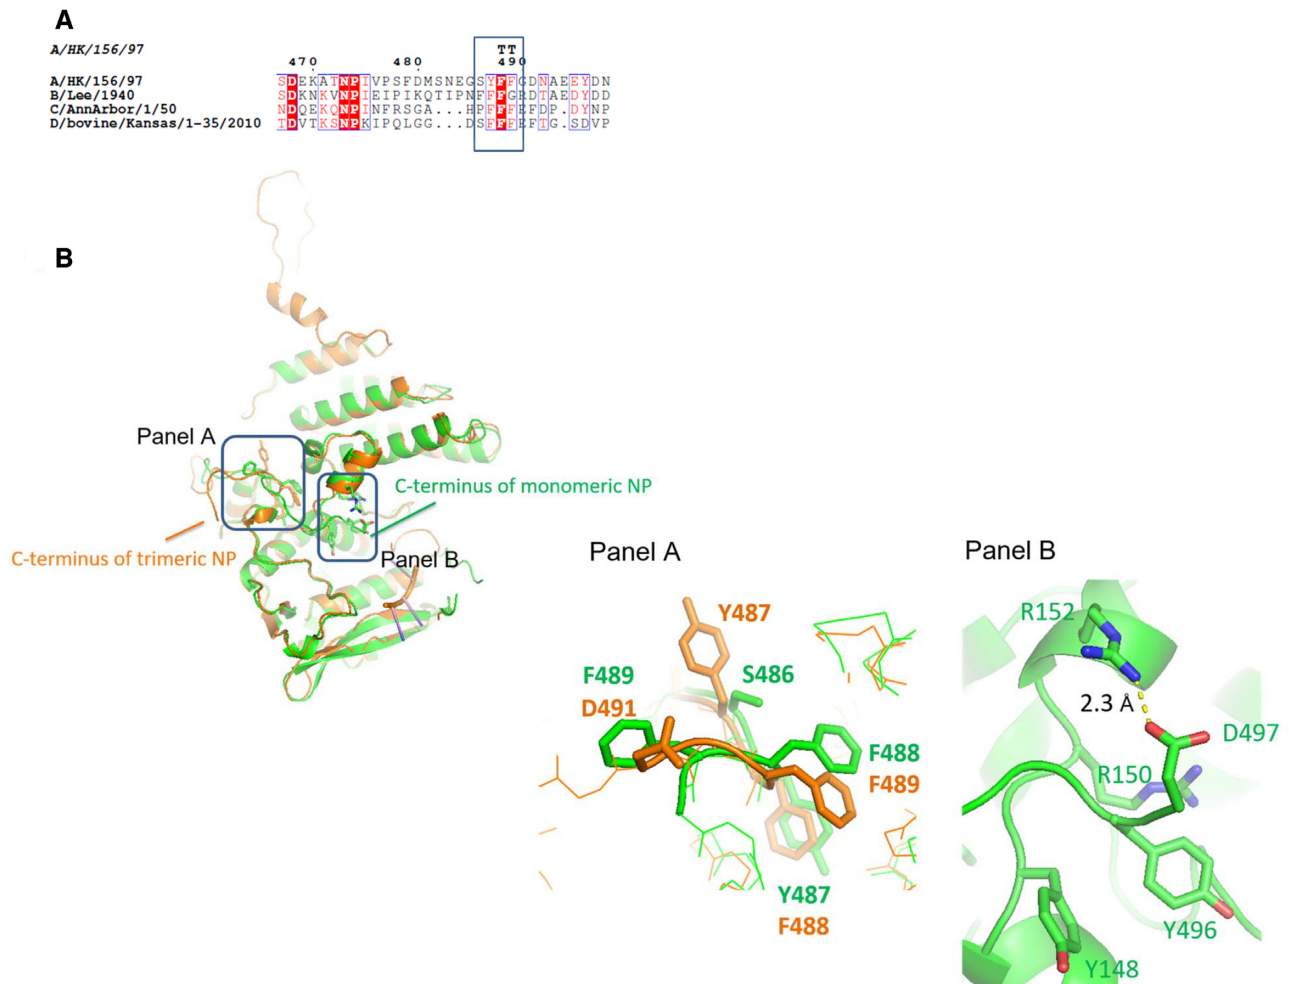 A
A/HK/156/97 TT
470 480 490
A/HK/156/97 SDEKATNPIVPSFDMSNEGSYFFGDNAEEYDN
B/Lee/1940 SDKNKVNPIEIPIKQTIPNFFFGRDTAEDYDD
C/AnnArbor/1/50 NDQEKQNPINFRSGA...HPFFFEFDP.DYNP
D/bovine/Kansas/1-35/2010 TDVTKSNPKIPQLGG...DSFFFEFTG.SDVP
B
Panel A
C-terminus of monomeric NP
C-terminus of trimeric NP
Panel B
Panel A
Y487
F489
S486
D491
F488
F489
Y487
F488
Panel B
R152
2.3 Å
D497
R150
Y496
Y148